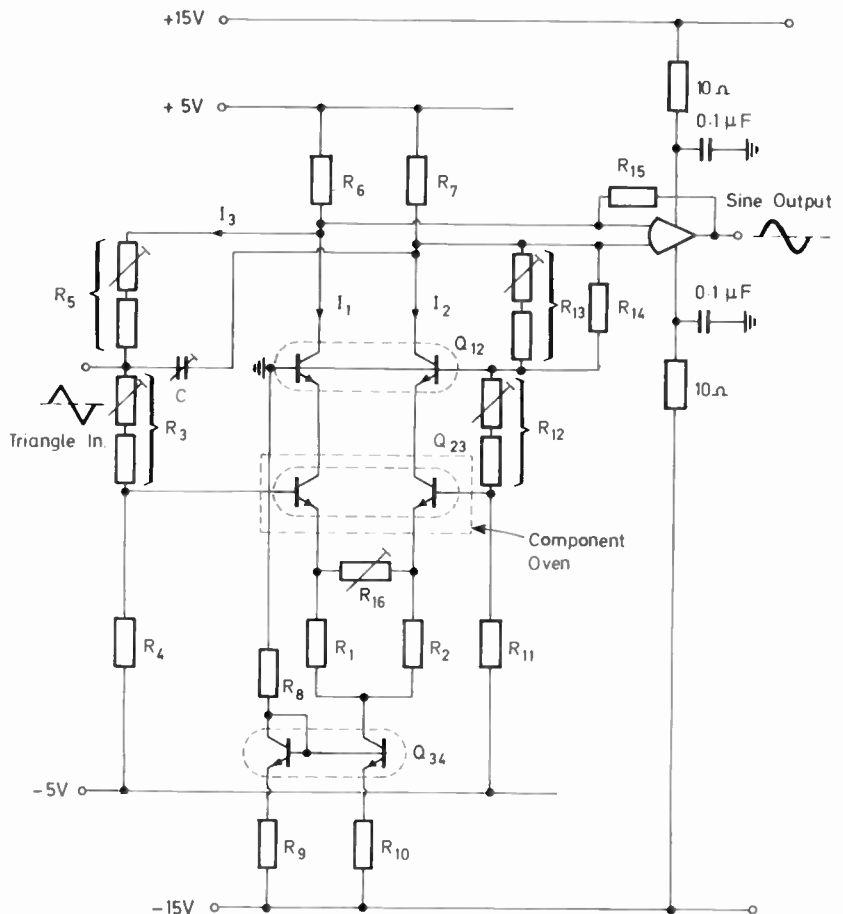 +15V
10Ω
+5V
0.1µF
R6
R7
R15
Sine Output
I3
R5
I1
I2
R13
R14
0.1µF
Q12
C
10Ω
Triangle In.
R3
R12
Q23
Component
Oven
R16
R4
R1
R2
R11
R8
Q34
-5V
R9
R10
-15V